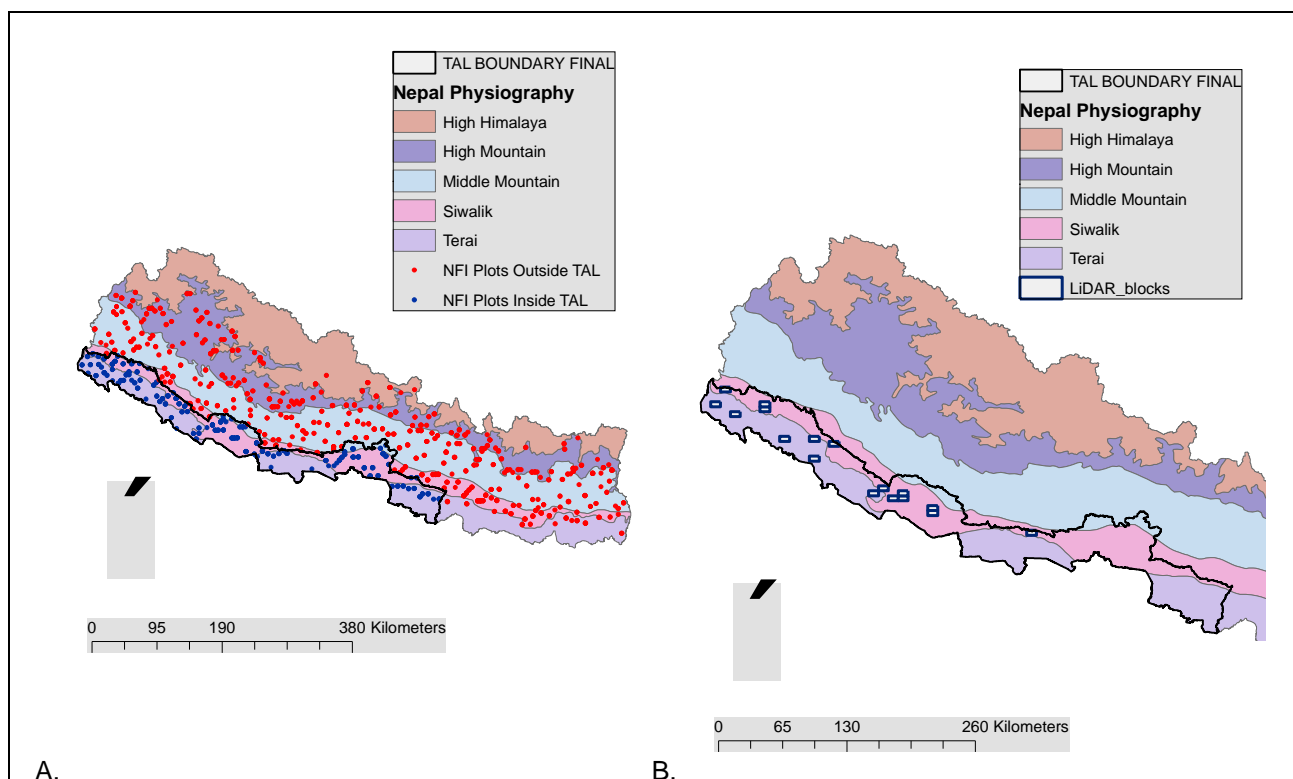 TAL BOUNDARY FINAL
Nepal Physiography
High Himalaya
High Mountain
Middle Mountain
Siwalik
Terai
NFI Plots Outside TAL
NFI Plots Inside TAL
0 95 190 380 Kilometers
A.
TAL BOUNDARY FINAL
Nepal Physiography
High Himalaya
High Mountain
Middle Mountain
Siwalik
Terai
LiDAR_blocks
0 65 130 260 Kilometers
B.